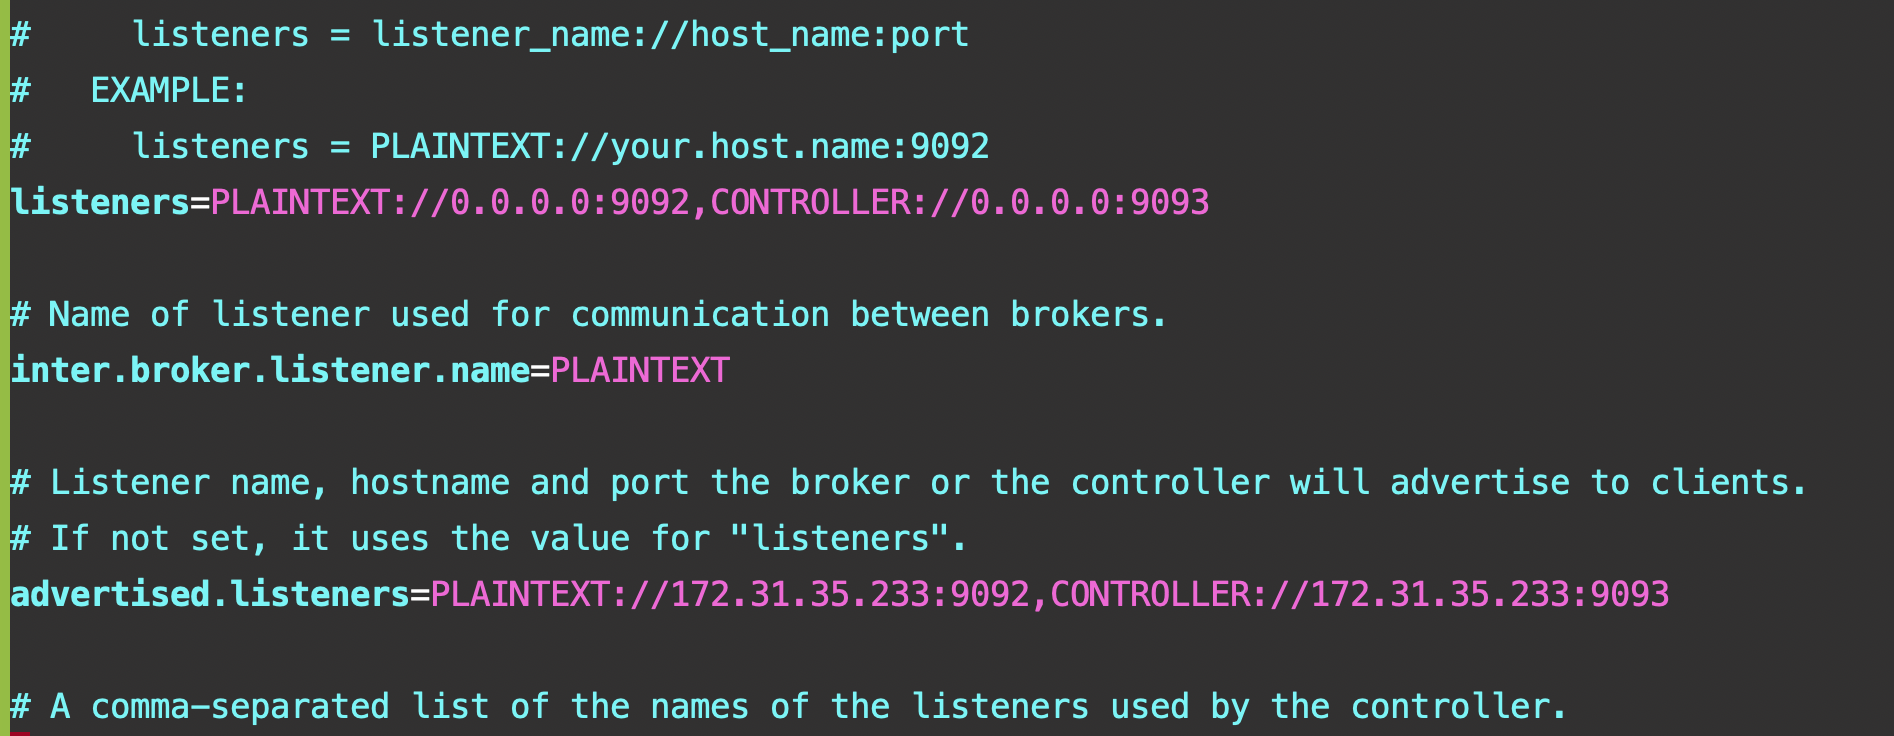 #     listeners = listener_name://host_name:port
#   EXAMPLE:
#     listeners = PLAINTEXT://your.host.name:9092
listeners=PLAINTEXT://0.0.0.0:9092,CONTROLLER://0.0.0.0:9093
# Name of listener used for communication between brokers.
inter.broker.listener.name=PLAINTEXT
# Listener name, hostname and port the broker or the controller will advertise to clients.
# If not set, it uses the value for "listeners".
advertised.listeners=PLAINTEXT://172.31.35.233:9092,CONTROLLER://172.31.35.233:9093
# A comma-separated list of the names of the listeners used by the controller.